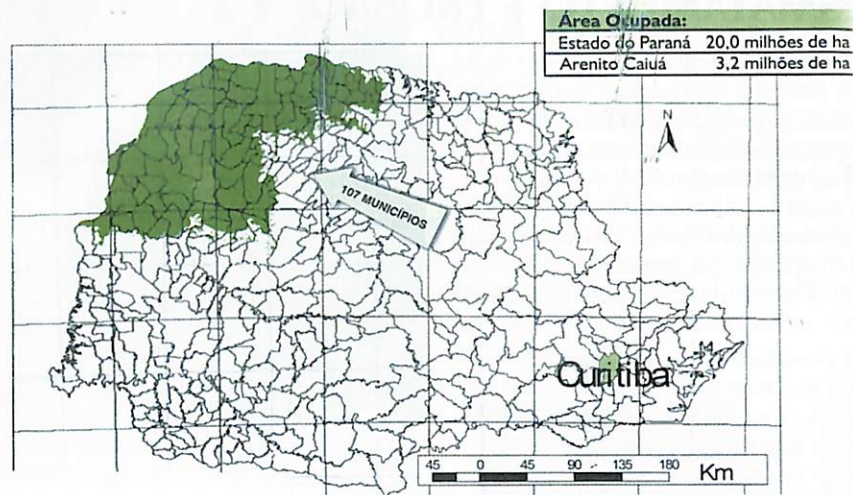 Área Ocupada:
Estado do Paraná 20,0 milhões de ha
Arenito Caiuá 3,2 milhões de ha
N
107 MUNICÍPIOS
Curitiba
45 0 45 90 135 180 Km